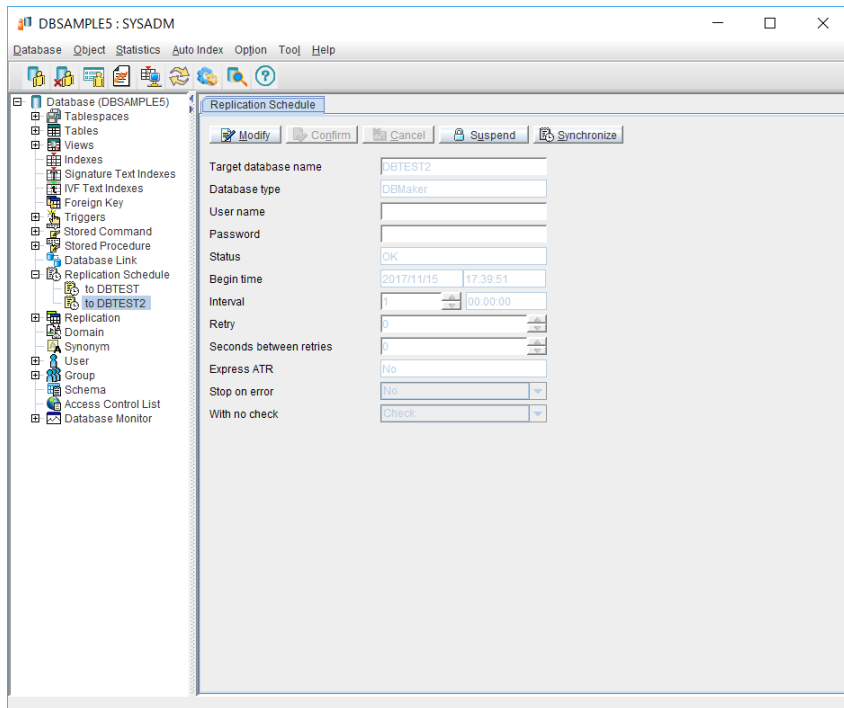 DBSAMPLE5 : SYSADM
Database Object Statistics Auto Index Option Tool Help
Database (DBSAMPLE5)
Tablespaces
Tables
Views
Indexes
Signature Text Indexes
IVF Text Indexes
Foreign Key
Triggers
Stored Command
Stored Procedure
Database Link
Replication Schedule
to DBTEST
to DBTEST2
Replication
Domain
Synonym
User
Group
Schema
Access Control List
Database Monitor
Replication Schedule
Modify Confirm Cancel Suspend Synchronize
Target database name DBTEST2
Database type DBMaker
User name
Password
Status OK
Begin time 2017/11/15 17:39:51
Interval 1 00:00:00
Retry 0
Seconds between retries 0
Express ATR No
Stop on error No
With no check Check